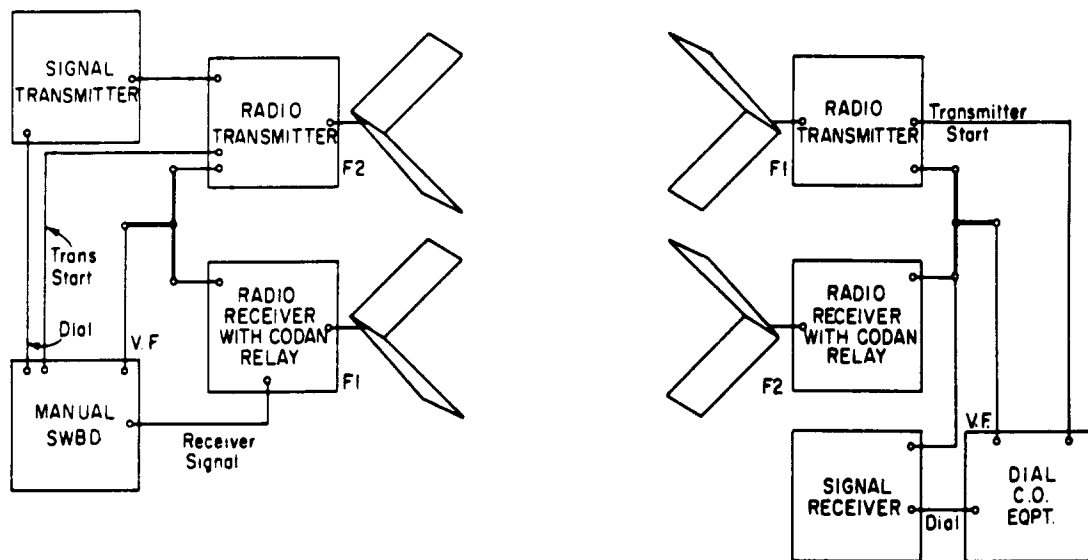 SIGNAL
TRANSMITTER
RADIO
TRANSMITTER
F2
Trans
Start
Dial
V.F
RADIO
RECEIVER
WITH CODAN
RELAY
F1
MANUAL
SWBD
Receiver
Signal
RADIO
TRANSMITTER
Transmitter
Start
F1
RADIO
RECEIVER
WITH CODAN
RELAY
F2
V.F.
SIGNAL
RECEIVER
Dial
DIAL
C.O.
EQPT.